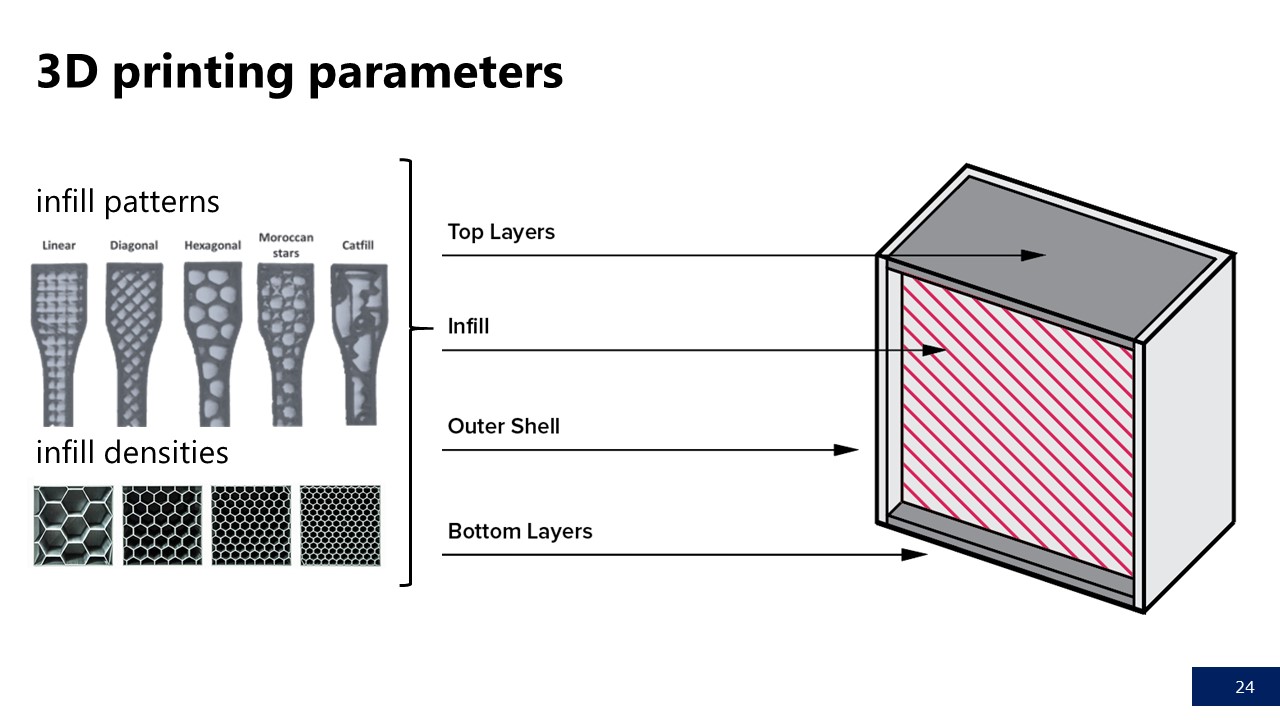 3D printing parameters
infill patterns
Linear
Diagonal
Hexagonal
Moroccan
stars
Catfill
infill densities
Top Layers
Infill
Outer Shell
Bottom Layers
24